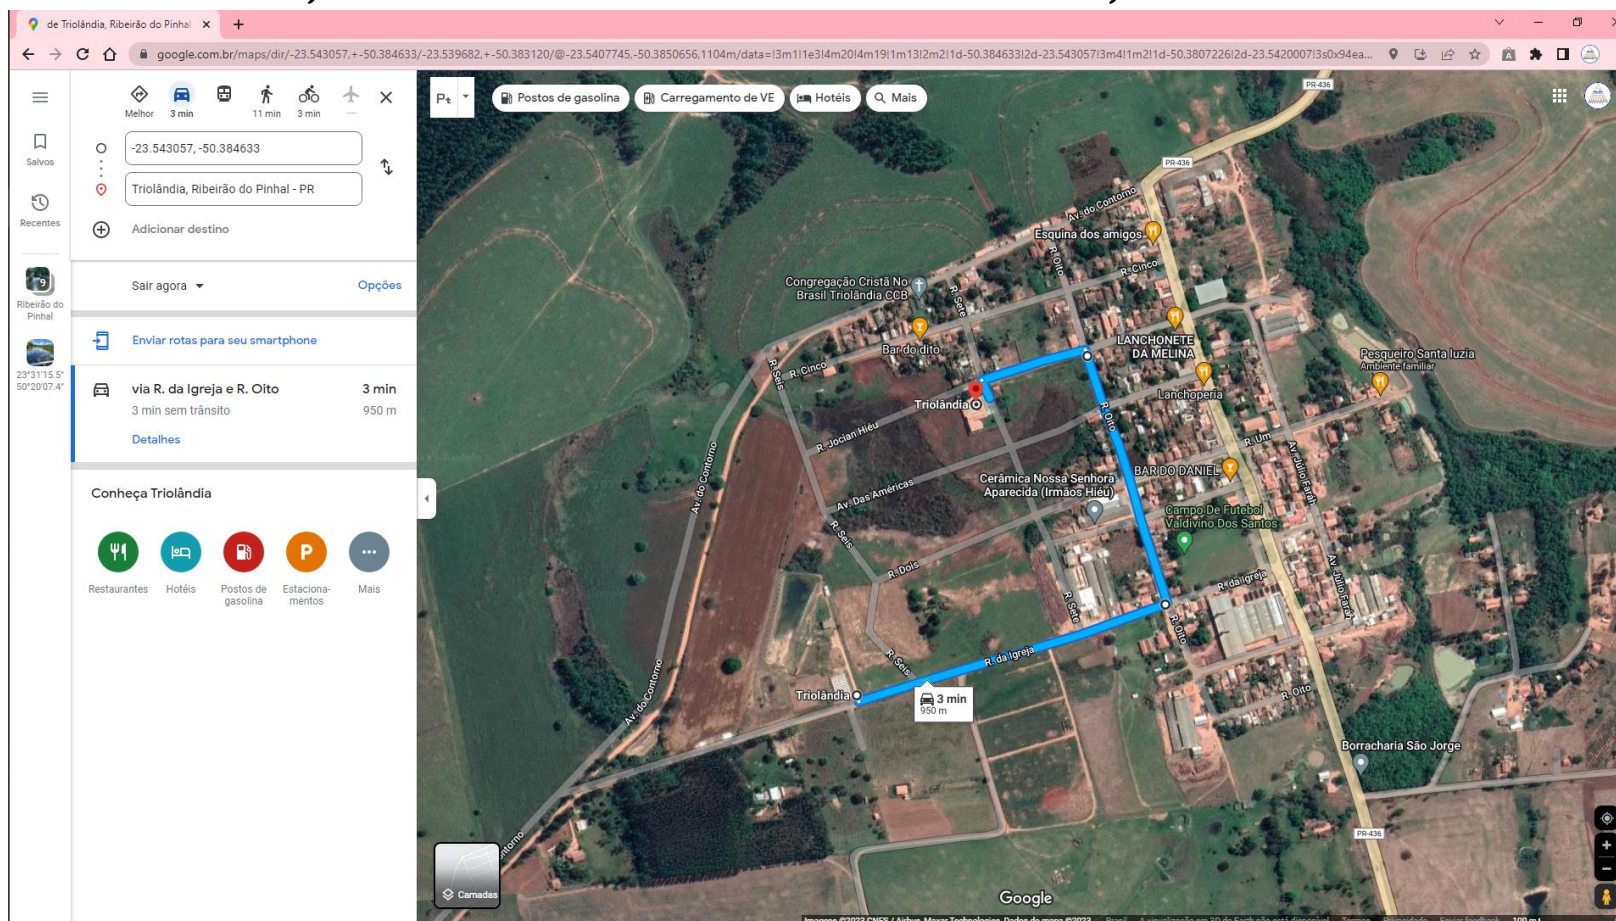 de Triolândia, Ribeirão do Pinhal
google.com.br/maps/dir/-23.543057,+-50.384633/-23.539682,+-50.383120/@-23.5407745,-50.3850656,1104m/data=!3m1!1e3!4m20!4m19!1m13!2m2!1d-50.384633!2d-23.543057!3m4!1m2!1d-50.3807226!2d-23.5420007!3s0x94ea...
Melhor
3 min
11 min
3 min
Salvos
Recentes
Ribeirão do
Pinhal
23°31'15.5"
50°20'07.4"
-23.543057, -50.384633
Triolândia, Ribeirão do Pinhal - PR
Adicionar destino
Sair agora
Opções
Enviar rotas para seu smartphone
via R. da Igreja e R. Oito
3 min
3 min sem trânsito
950 m
Detalhes
Conheça Triolândia
Restaurantes
Hotéis
Postos de
gasolina
Estaciona-
mentos
Mais
Postos de gasolina
Carregamento de VE
Hotéis
Mais
PR-436
PR-436
Av. do Contorno
Esquina dos amigos
R. Oito
R. Cinco
Congregação Cristã No
Brasil Triolândia CCB
R. Sete
Bar do dito
LANCHONETE
DA MELINA
Pesqueiro Santa luzia
Ambiente familiar
R. Seis
R. Cinco
Lanchoperia
Triolândia
R. Oito
R. Jocian Hiéu
R. Um
Av. Júlio Farah
Av. do Contorno
BAR DO DANIEL
Cerâmica Nossa Senhora
Aparecida (Irmãos Hiéu)
Av. Das Américas
Campo De Futebol
Valdivino Dos Santos
R. Seis
R. Dois
R. da Igreja
Av. Júlio Farah
R. Sete
R. Oito
R. da Igreja
R. Seis
Triolândia
3 min
950 m
Av. do Contorno
R. Oito
Borracharia São Jorge
PR-436
Camadas
Google
100 m